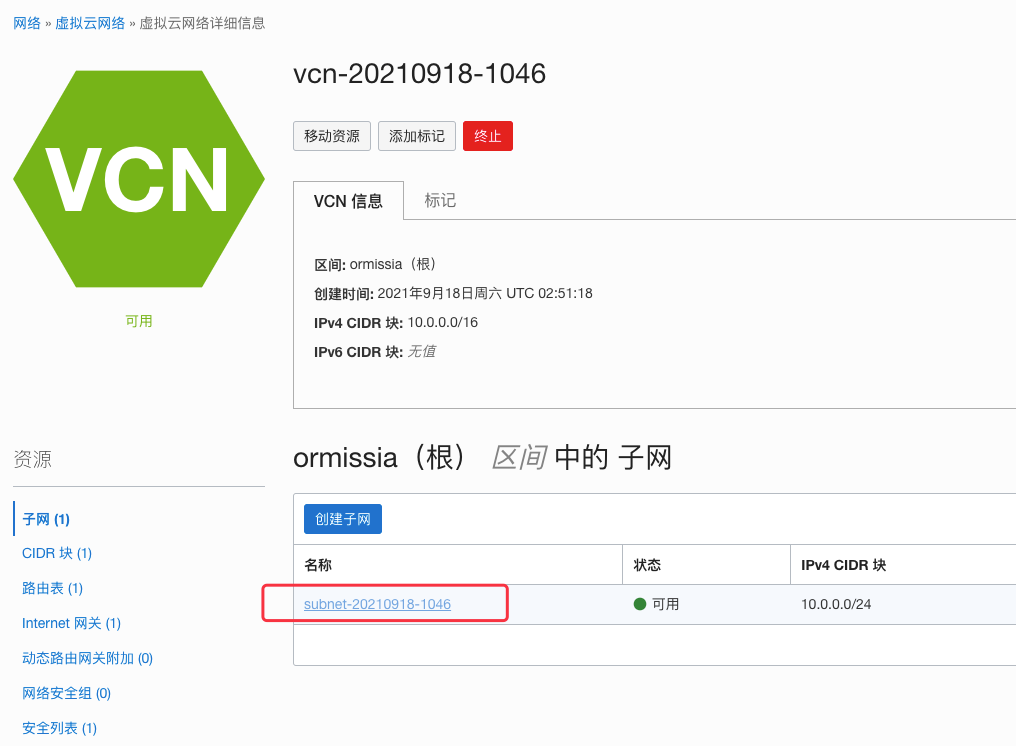 网络 » 虚拟云网络 » 虚拟云网络详细信息
VCN
可用
vcn-20210918-1046
移动资源 添加标记 终止
VCN 信息 标记
区间: ormissia（根）
创建时间: 2021年9月18日周六 UTC 02:51:18
IPv4 CIDR 块: 10.0.0.0/16
IPv6 CIDR 块: 无值
资源
子网 (1)
CIDR 块 (1)
路由表 (1)
Internet 网关 (1)
动态路由网关附加 (0)
网络安全组 (0)
安全列表 (1)
ormissia（根） 区间 中的 子网
创建子网
名称 状态 IPv4 CIDR 块
subnet-20210918-1046 可用 10.0.0.0/24